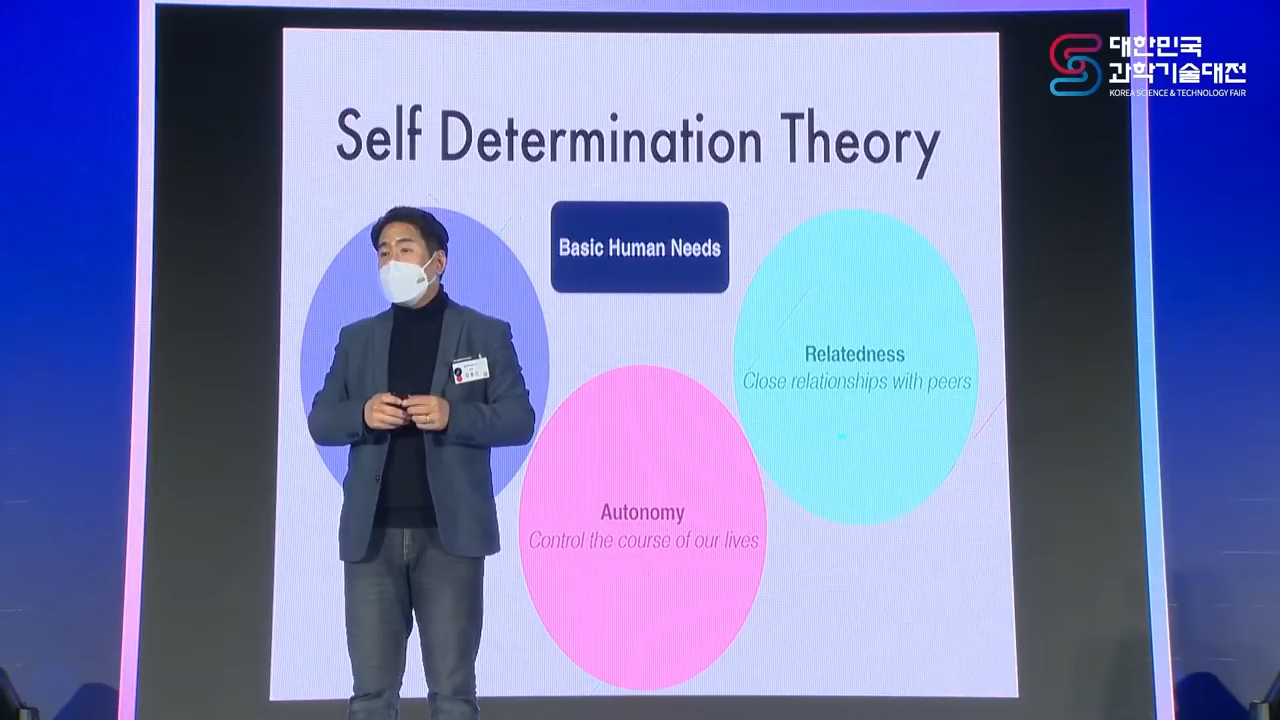 대한민국
과학기술대전
KOREA SCIENCE & TECHNOLOGY FAIR
Self Determination Theory
Basic Human Needs
Relatedness
Close relationships with peers
Autonomy
Control the course of our lives